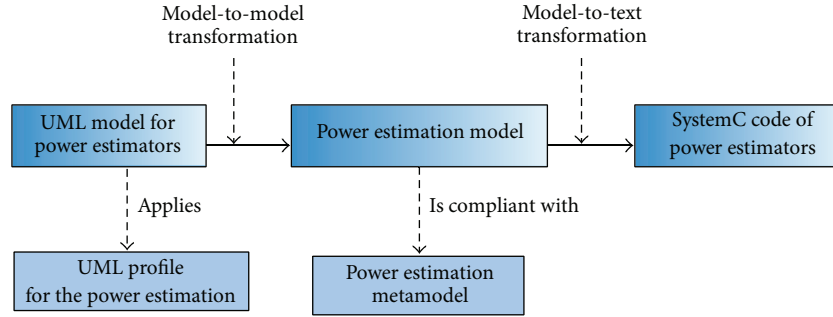 Model-to-model
transformation
Model-to-text
transformation
UML model for
power estimators
Power estimation model
SystemC code of
power estimators
Applies
Is compliant with
UML profile
for the power estimation
Power estimation
metamodel